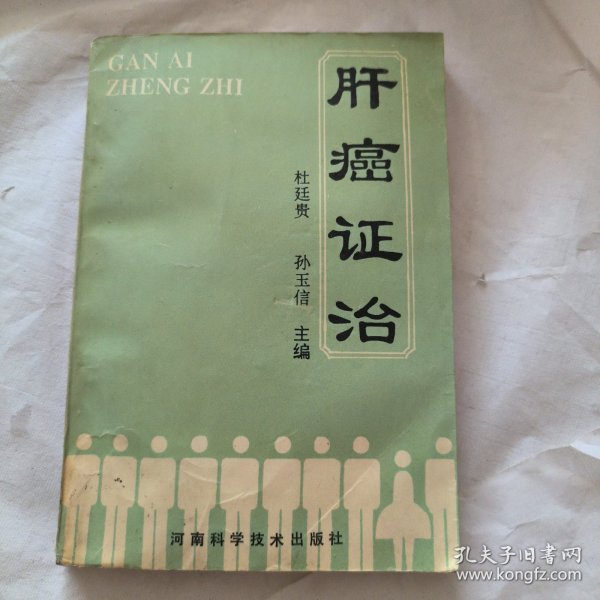 GAN AI
ZHENG ZHI
肝癌证治
杜廷贵 孙玉信 主编
河南科学技术出版社
孔夫子旧书网
www.kongfz.com